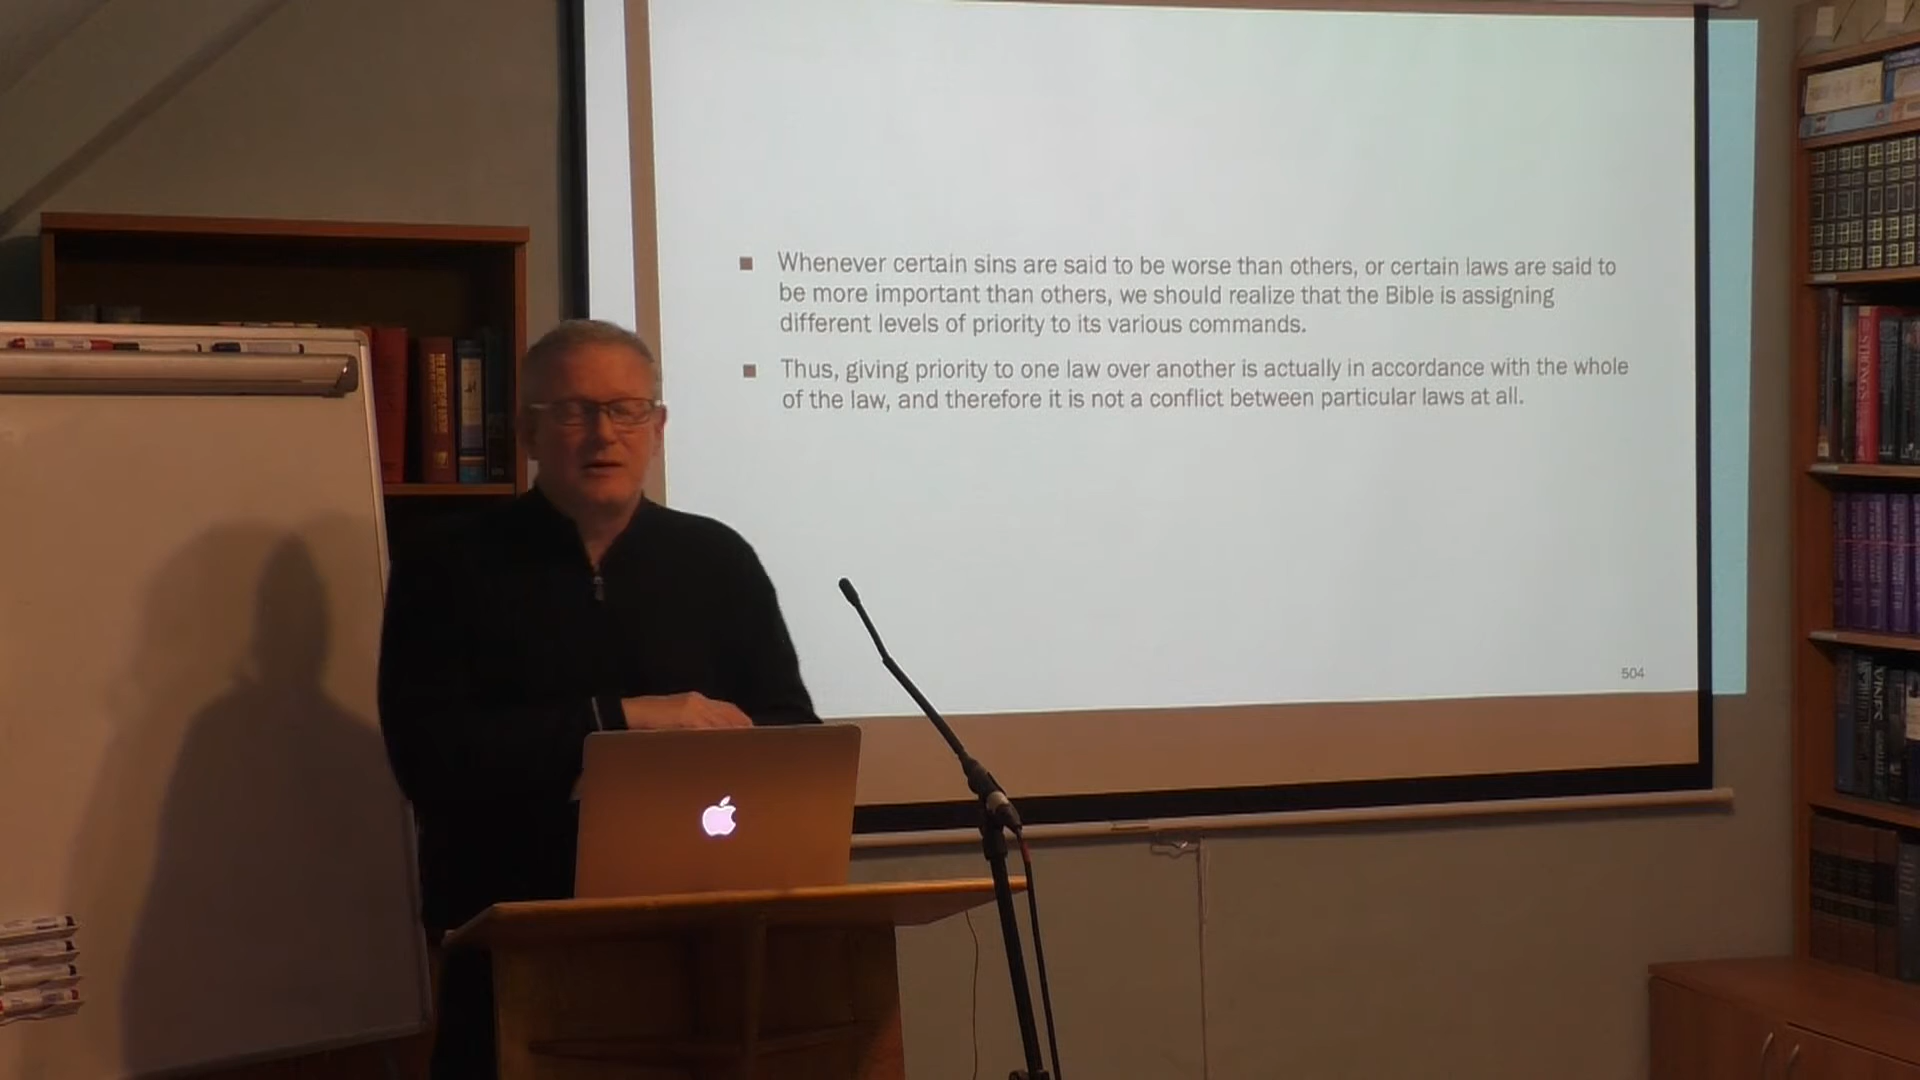 ■ Whenever certain sins are said to be worse than others, or certain laws are said to
be more important than others, we should realize that the Bible is assigning
different levels of priority to its various commands.
■ Thus, giving priority to one law over another is actually in accordance with the whole
of the law, and therefore it is not a conflict between particular laws at all.
504